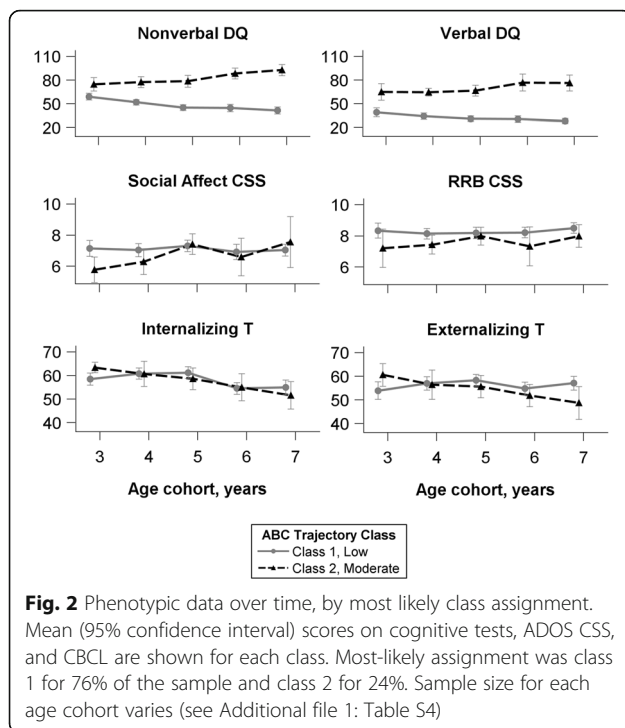 Nonverbal DQ
Verbal DQ
110
80
50
20
110
80
50
20
Social Affect CSS
RRB CSS
10
8
6
10
8
6
Internalizing T
Externalizing T
70
60
50
40
70
60
50
40
3 4 5 6 7
3 4 5 6 7
Age cohort, years
Age cohort, years
ABC Trajectory Class
Class 1, Low
Class 2, Moderate
Fig. 2 Phenotypic data over time, by most likely class assignment.
Mean (95% confidence interval) scores on cognitive tests, ADOS CSS,
and CBCL are shown for each class. Most-likely assignment was class
1 for 76% of the sample and class 2 for 24%. Sample size for each
age cohort varies (see Additional file 1: Table S4)